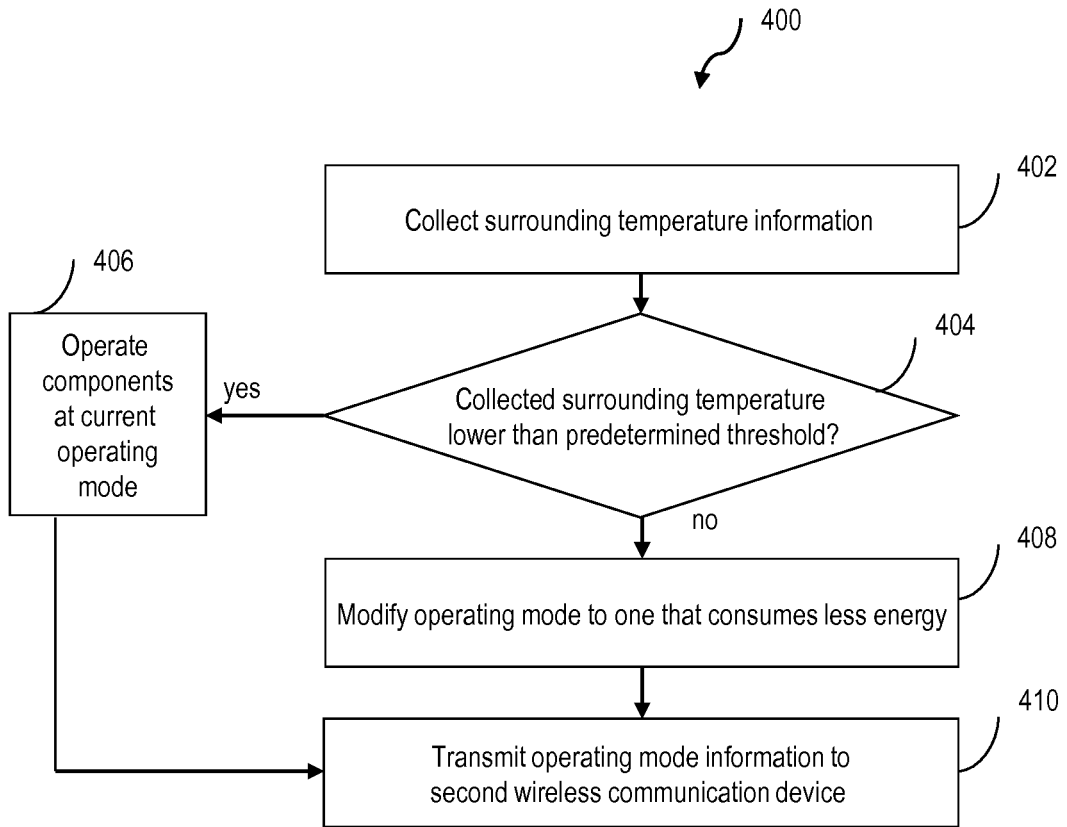 400
402
Collect surrounding temperature information
404
Collected surrounding temperature
lower than predetermined threshold?
yes
406
Operate
components
at current
operating
mode
no
408
Modify operating mode to one that consumes less energy
410
Transmit operating mode information to
second wireless communication device